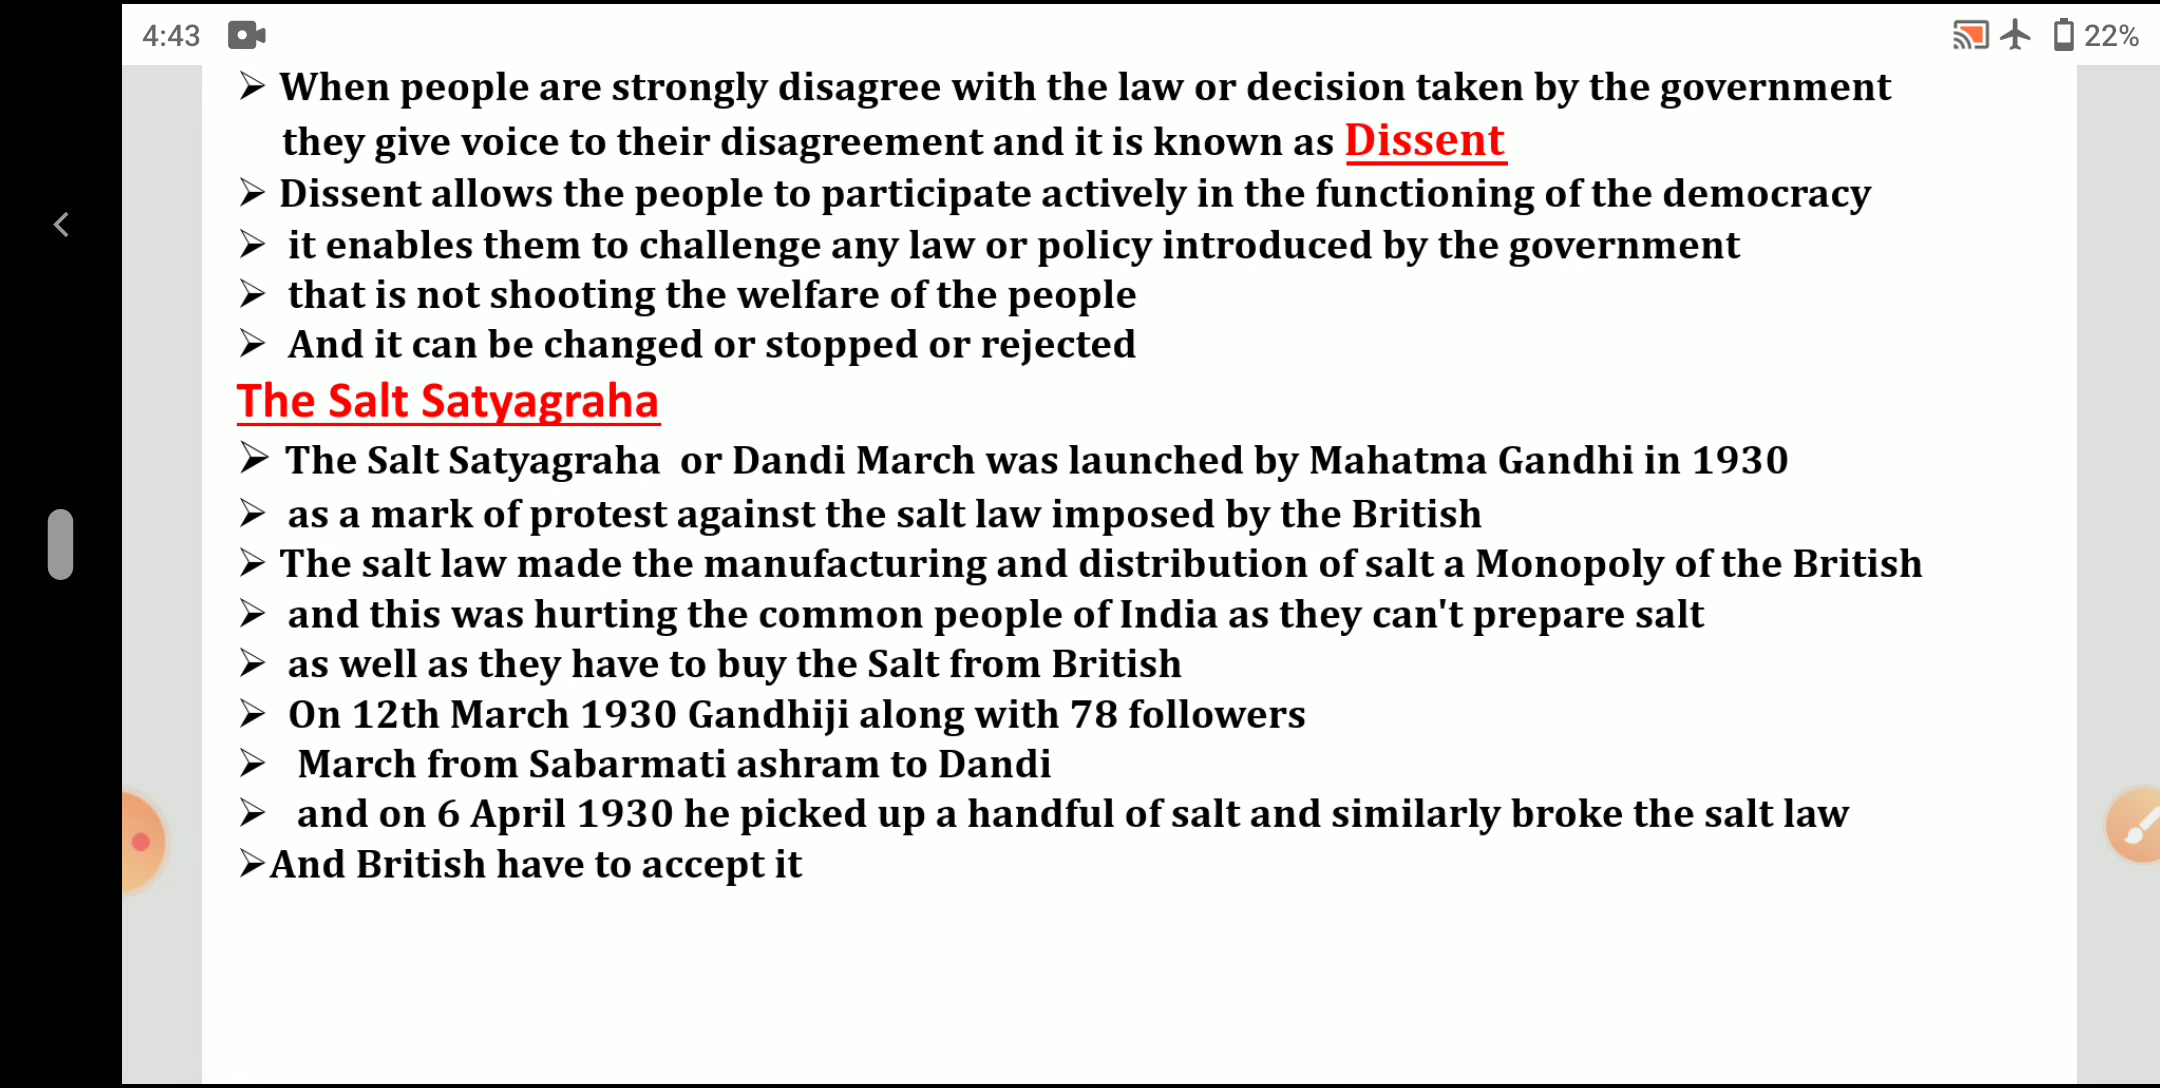 4:43
22%
➢ When people are strongly disagree with the law or decision taken by the government
they give voice to their disagreement and it is known as Dissent
➢ Dissent allows the people to participate actively in the functioning of the democracy
➢ it enables them to challenge any law or policy introduced by the government
➢ that is not shooting the welfare of the people
➢ And it can be changed or stopped or rejected
The Salt Satyagraha
➢ The Salt Satyagraha or Dandi March was launched by Mahatma Gandhi in 1930
➢ as a mark of protest against the salt law imposed by the British
➢ The salt law made the manufacturing and distribution of salt a Monopoly of the British
➢ and this was hurting the common people of India as they can't prepare salt
➢ as well as they have to buy the Salt from British
➢ On 12th March 1930 Gandhiji along with 78 followers
➢ March from Sabarmati ashram to Dandi
➢ and on 6 April 1930 he picked up a handful of salt and similarly broke the salt law
➢ And British have to accept it